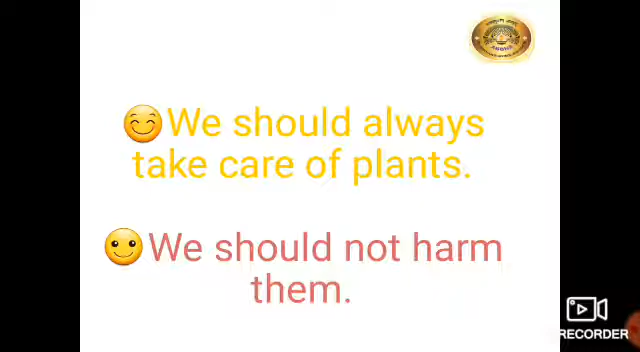 😊We should always
take care of plants.
🙂We should not harm
them.
RECORDER